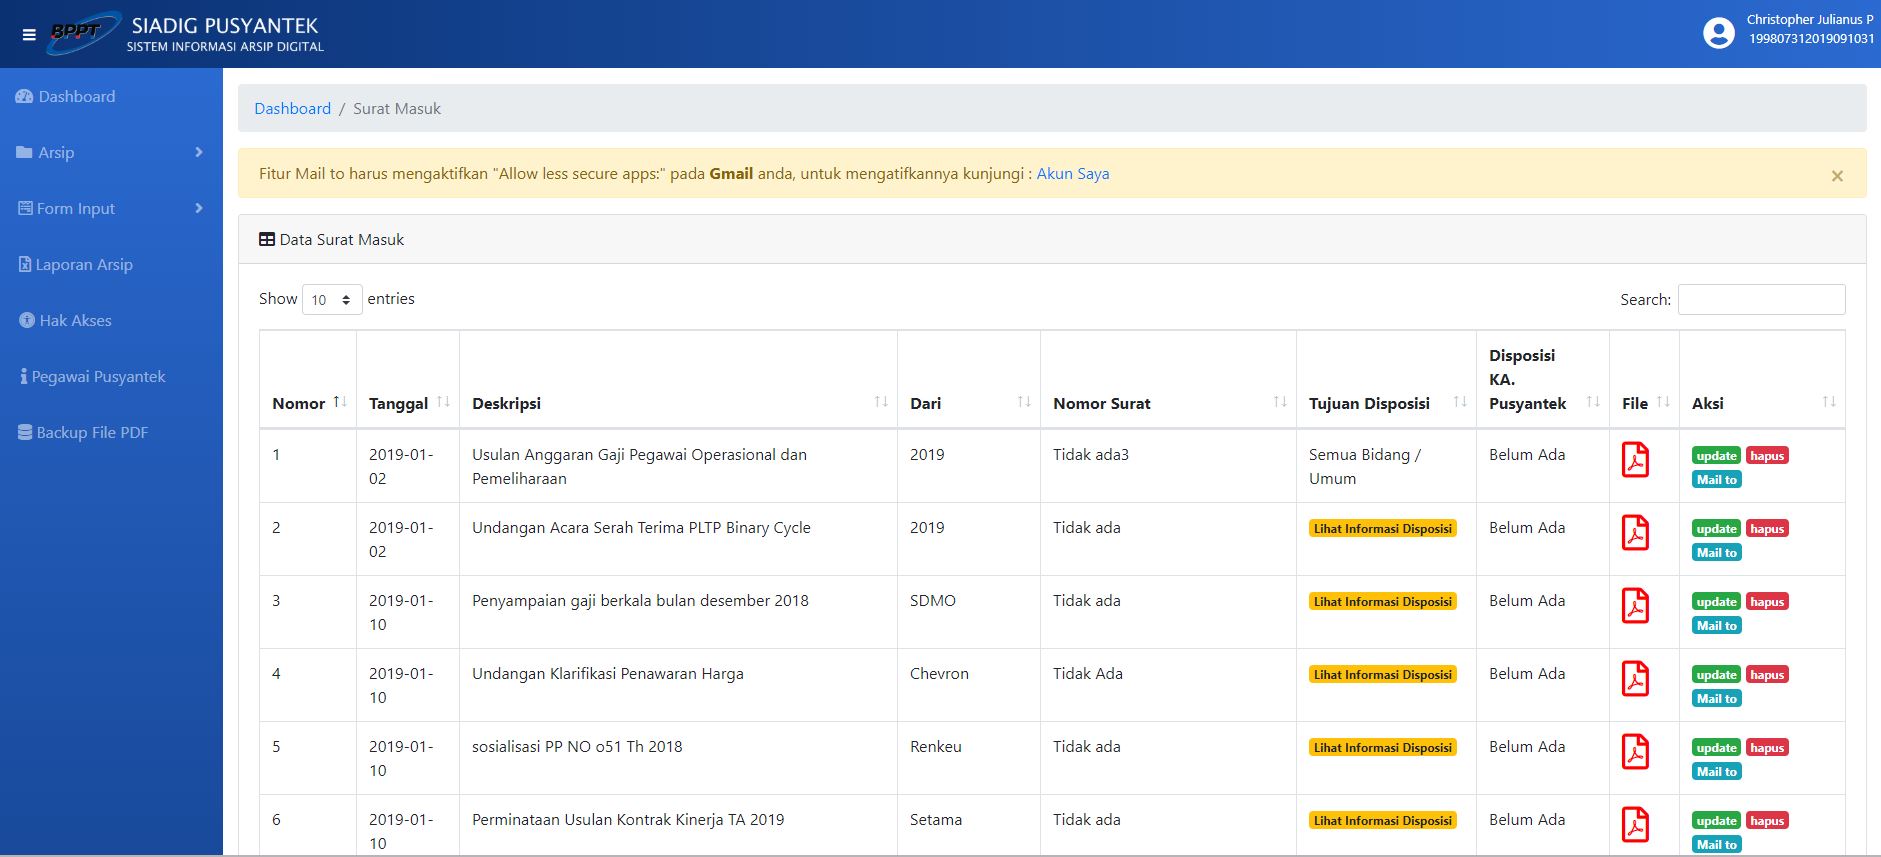 BPPT
SIADIG PUSYANTEK
SISTEM INFORMASI ARSIP DIGITAL
Christopher Julianus P
199807312019091031
Dashboard
Arsip
Form Input
Laporan Arsip
Hak Akses
Pegawai Pusyantek
Backup File PDF
Dashboard / Surat Masuk
Fitur Mail to harus mengaktifkan "Allow less secure apps:" pada Gmail anda, untuk mengatifkannya kunjungi : Akun Saya ×
Data Surat Masuk
Show 10 entries
Search:
Disposisi
KA.
Nomor Tanggal Deskripsi Dari Nomor Surat Tujuan Disposisi Pusyantek File Aksi
1 2019-01- Usulan Anggaran Gaji Pegawai Operasional dan 2019 Tidak ada3 Semua Bidang / Belum Ada update hapus
02 Pemeliharaan Umum Mail to
2 2019-01- Undangan Acara Serah Terima PLTP Binary Cycle 2019 Tidak ada Lihat Informasi Disposisi Belum Ada update hapus
02 Mail to
3 2019-01- Penyampaian gaji berkala bulan desember 2018 SDMO Tidak ada Lihat Informasi Disposisi Belum Ada update hapus
10 Mail to
4 2019-01- Undangan Klarifikasi Penawaran Harga Chevron Tidak Ada Lihat Informasi Disposisi Belum Ada update hapus
10 Mail to
5 2019-01- sosialisasi PP NO o51 Th 2018 Renkeu Tidak ada Lihat Informasi Disposisi Belum Ada update hapus
10 Mail to
6 2019-01- Perminataan Usulan Kontrak Kinerja TA 2019 Setama Tidak ada Lihat Informasi Disposisi Belum Ada update hapus
10 Mail to